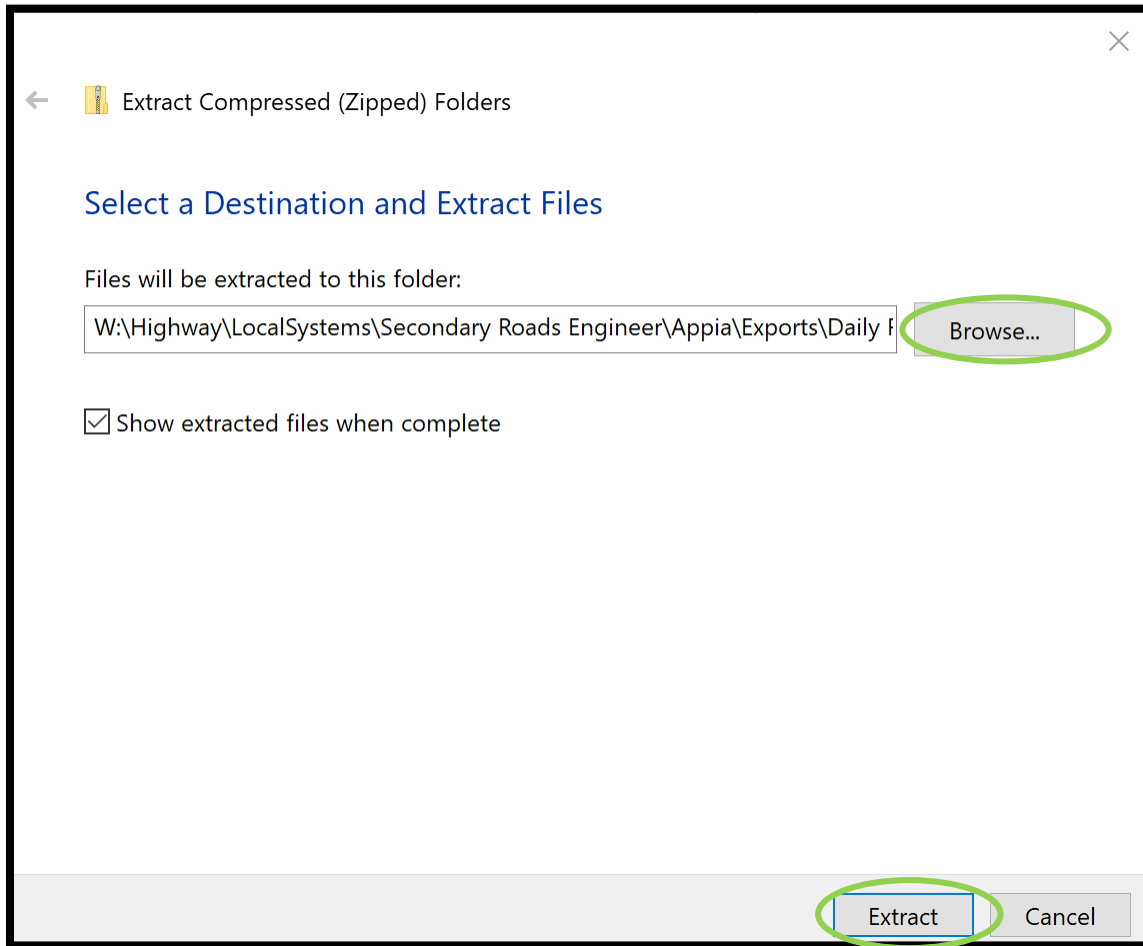 Extract Compressed (Zipped) Folders
Select a Destination and Extract Files
Files will be extracted to this folder:
W:\Highway\LocalSystems\Secondary Roads Engineer\Appia\Exports\Daily
Browse...
Show extracted files when complete
Extract
Cancel